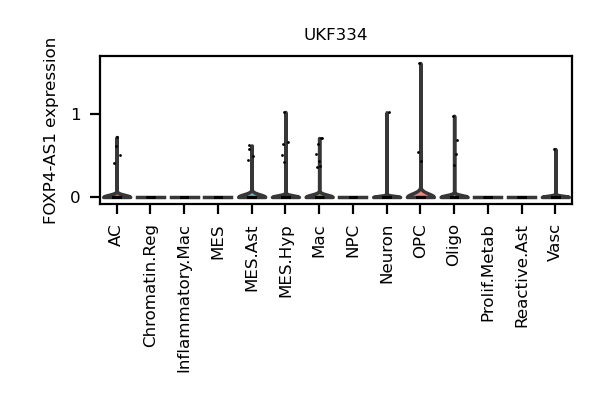 UKF334
FOXP4-AS1 expression
1
0
AC
Chromatin.Reg
Inflammatory.Mac
MES
MES.Ast
MES.Hyp
Mac
NPC
Neuron
OPC
Oligo
Prolif.Metab
Reactive.Ast
Vasc